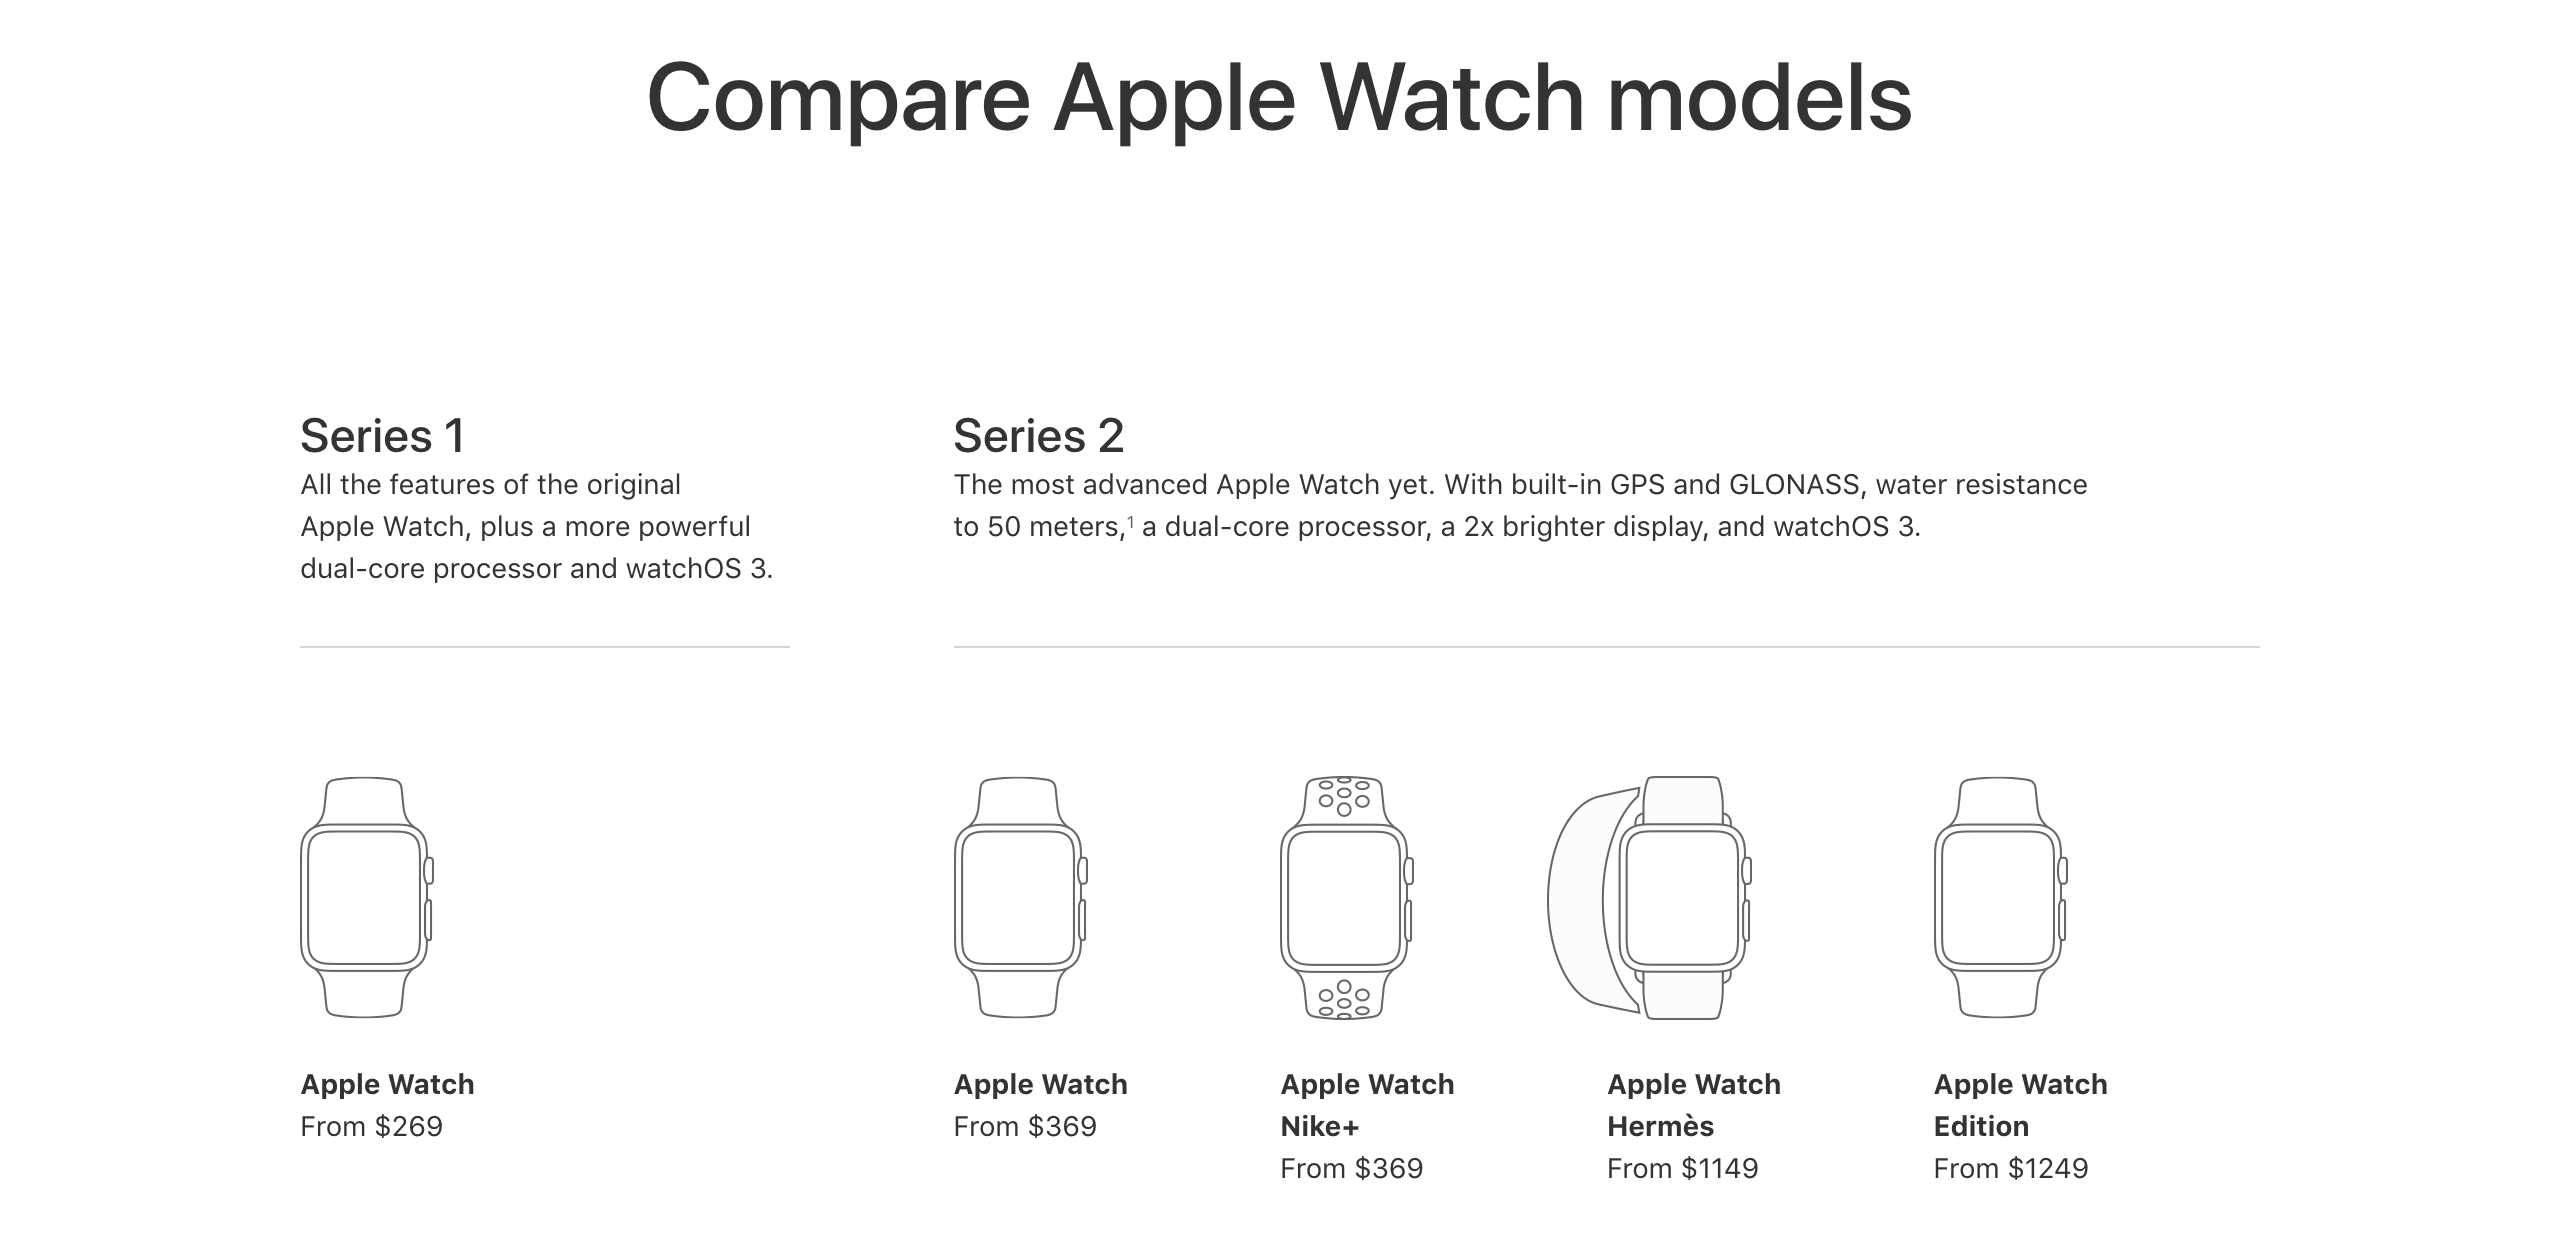 Compare Apple Watch models
Series 1
All the features of the original
Apple Watch, plus a more powerful
dual-core processor and watchOS 3.
Series 2
The most advanced Apple Watch yet. With built-in GPS and GLONASS, water resistance
to 50 meters,¹ a dual-core processor, a 2x brighter display, and watchOS 3.
Apple Watch
From $269
Apple Watch
From $369
Apple Watch
Nike+
From $369
Apple Watch
Hermès
From $1149
Apple Watch
Edition
From $1249